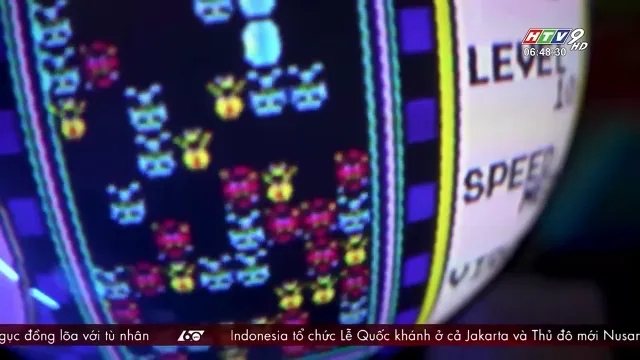 HTV9 HD
06:48:30
LEVEL
SPEED
gục đồng lõa với tù nhân
60
Indonesia tổ chức Lễ Quốc khánh ở cả Jakarta và Thủ đô mới Nusan